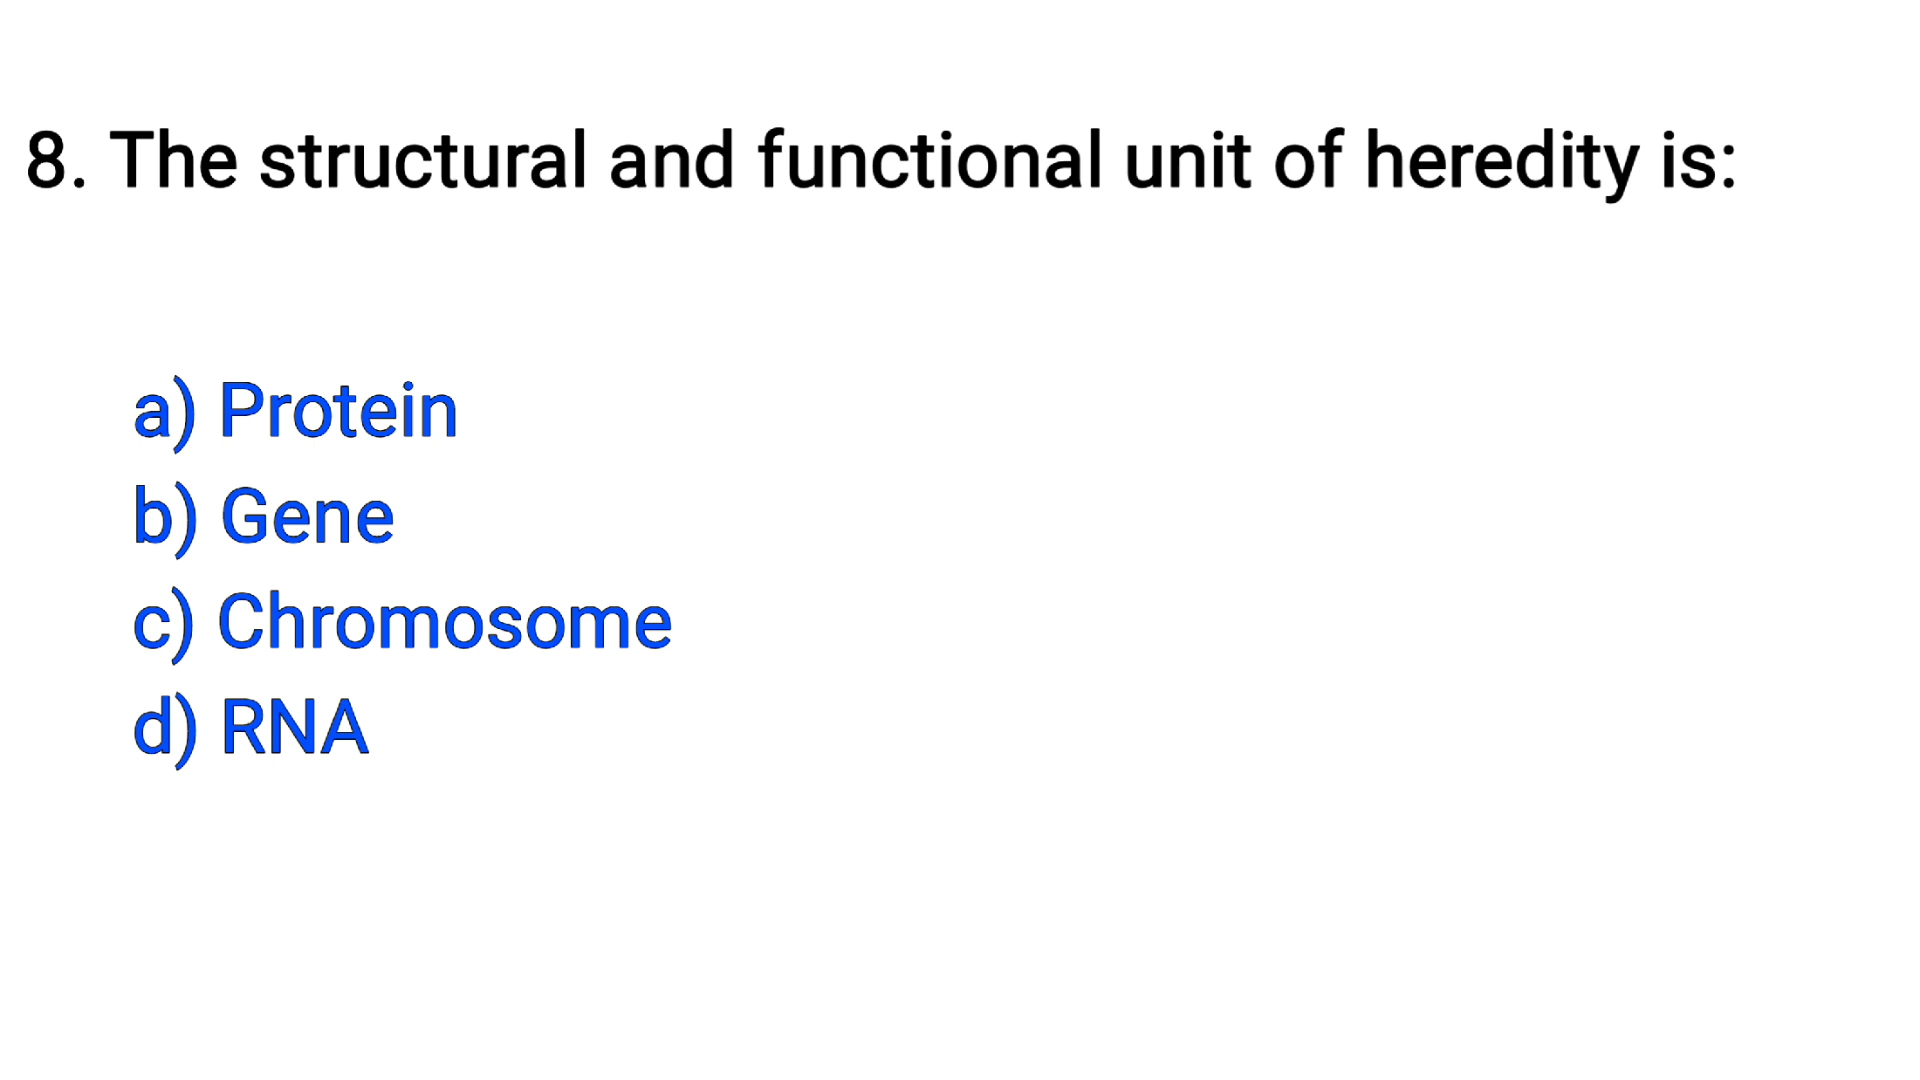 8. The structural and functional unit of heredity is:
a) Protein
b) Gene
c) Chromosome
d) RNA